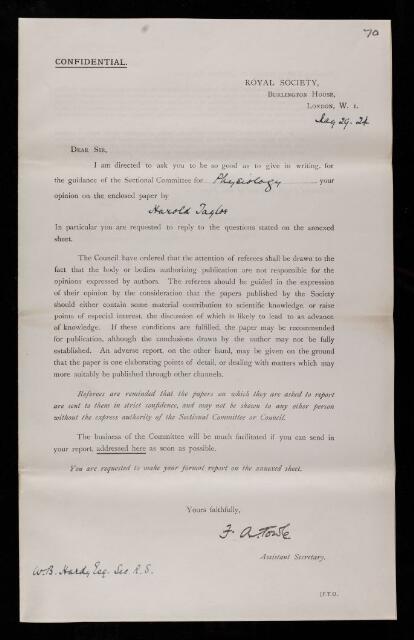 70
CONFIDENTIAL.
ROYAL SOCIETY,
BURLINGTON HOUSE,
LONDON, W. 1.
May 29. 24
DEAR SIR,
I am directed to ask you to be so good as to give in writing, for
the guidance of the Sectional Committee for Physiology your
opinion on the enclosed paper by
Harold Taylor
In particular you are requested to reply to the questions stated on the annexed
sheet.
The Council have ordered that the attention of referees shall be drawn to the
fact that the body or bodies authorizing publication are not responsible for the
opinions expressed by authors. The referees should be guided in the expression
of their opinion by the consideration that the papers published by the Society
should either contain some material contribution to scientific knowledge, or raise
points of especial interest, the discussion of which is likely to lead to an advance
of knowledge. If these conditions are fulfilled, the paper may be recommended
for publication, although the conclusions drawn by the author may not be fully
established. An adverse report, on the other hand, may be given on the ground
that the paper is one elaborating points of detail, or dealing with matters which may
more suitably be published through other channels.
Referees are reminded that the papers on which they are asked to report
are sent to them in strict confidence, and may not be shown to any other person
without the express authority of the Sectional Committee or Council.
The business of the Committee will be much facilitated if you can send in
your report, addressed here as soon as possible.
You are requested to make your formal report on the annexed sheet.
Yours faithfully,
F. A. Towle
Assistant Secretary.
W. B. Hardy Esq. Sec. R. S.
[P.T.O.